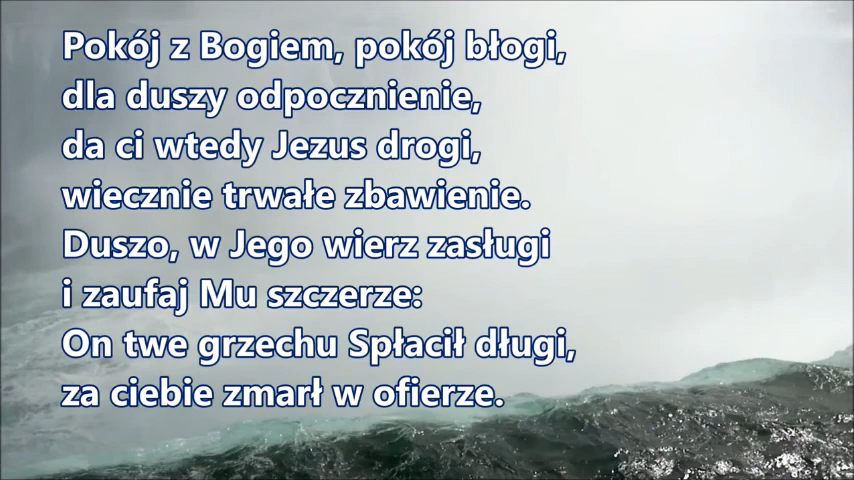 Pokój z Bogiem, pokój błogi,
dla duszy odpocznienie,
da ci wtedy Jezus drogi,
wiecznie trwałe zbawienie.
Duszo, w Jego wierz zasługi
i zaufaj Mu szczerze:
On twe grzechu Spłacił długi,
za ciebie zmarł w ofierze.